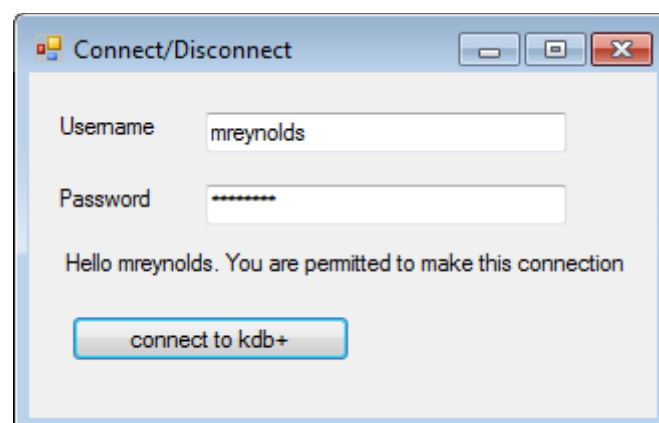 Connect/Disconnect
Username mreynolds
Password ********
Hello mreynolds. You are permitted to make this connection
connect to kdb+